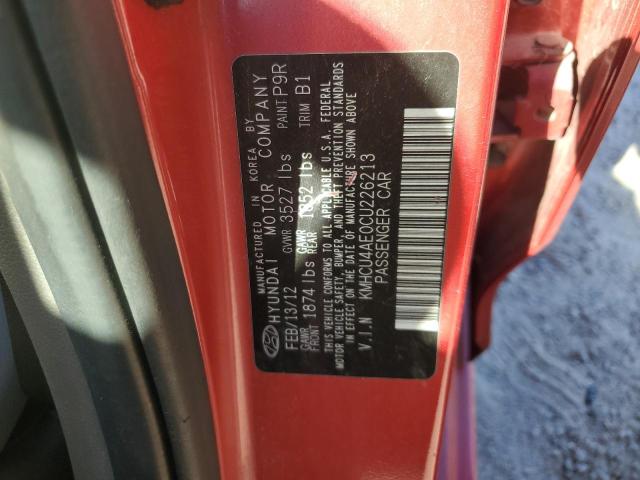 MANUFACTURED IN KOREA BY
HYUNDAI MOTOR COMPANY
FEB/13/12 GVWR 3527 lbs PAINT P9R
GAWR FRONT 1874 lbs GAWR REAR 1852 lbs TRIM B1
THIS VEHICLE CONFORMS TO ALL APPLICABLE U.S.A. FEDERAL
MOTOR VEHICLE SAFETY, BUMPER, AND THEFT PREVENTION STANDARDS
IN EFFECT ON THE DATE OF MANUFACTURE SHOWN ABOVE
V.I.N KMHCU4AE0CU226213
PASSENGER CAR